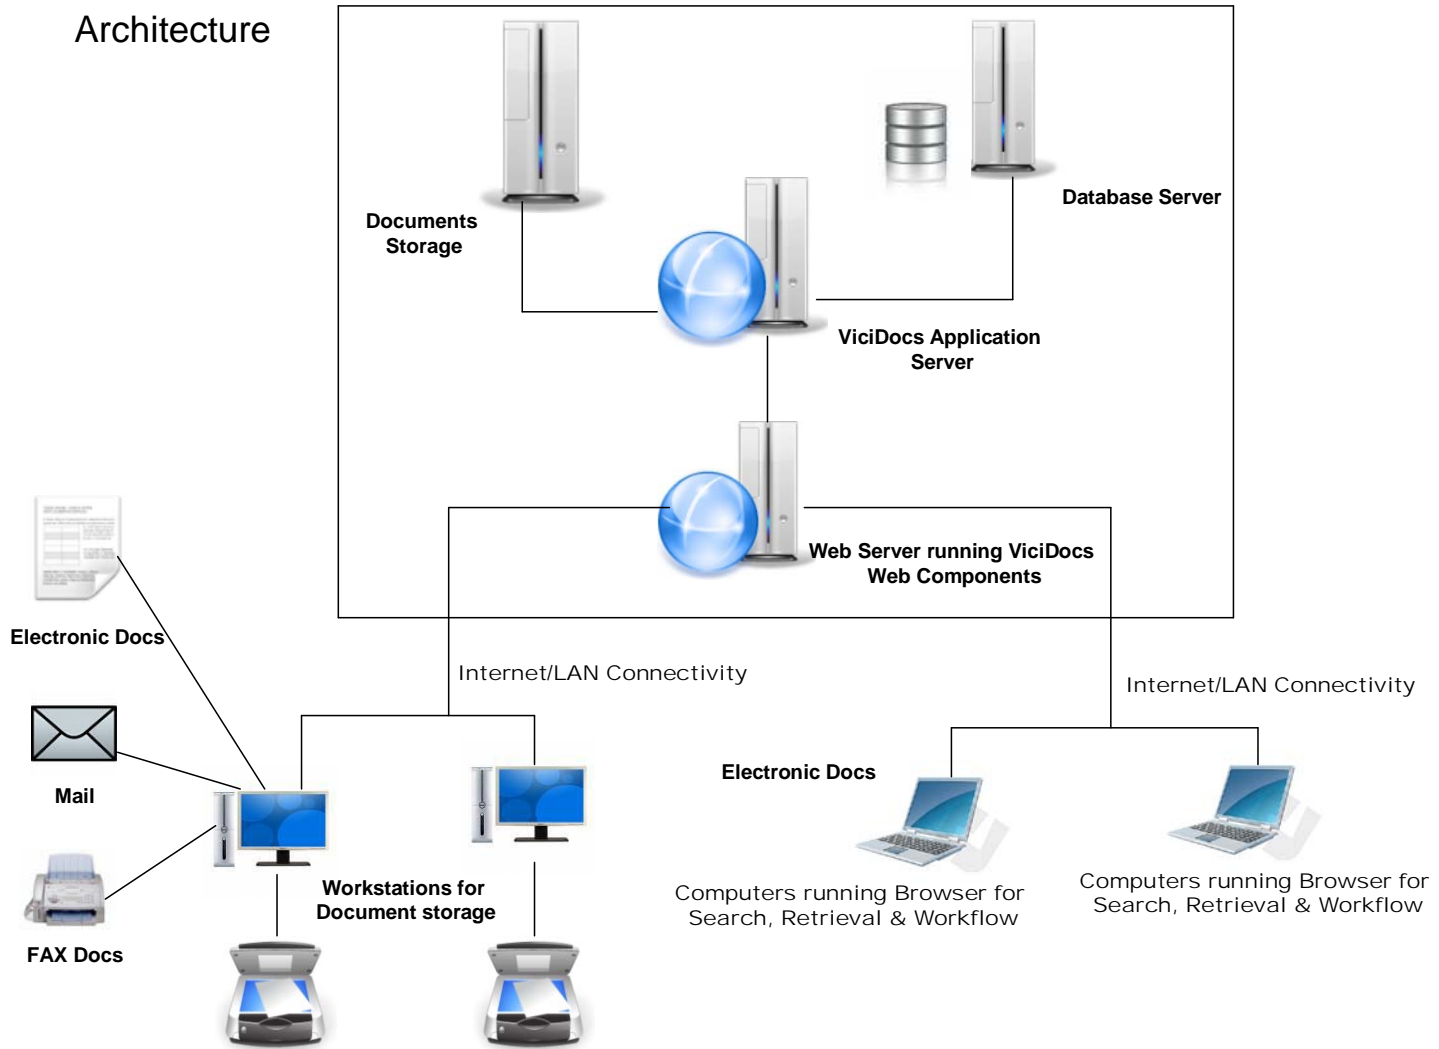 Architecture
Documents
Storage
Database Server
ViciDocs Application
Server
Web Server running ViciDocs
Web Components
Electronic Docs
Internet/LAN Connectivity
Internet/LAN Connectivity
Mail
Electronic Docs
Workstations for
Document storage
FAX Docs
Computers running Browser for
Search, Retrieval & Workflow
Computers running Browser for
Search, Retrieval & Workflow